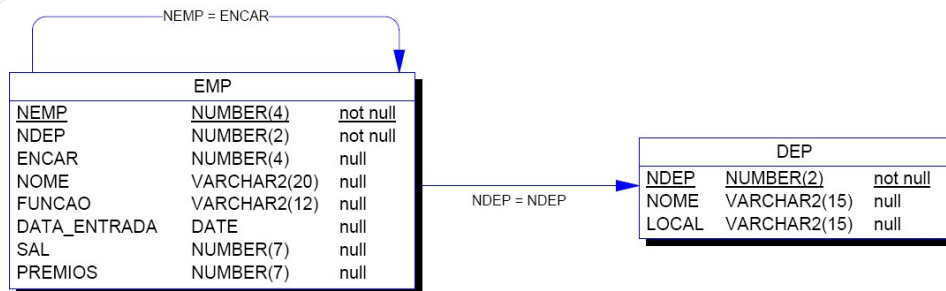 NEMP = ENCAR
EMP
NEMP NUMBER(4) not null
NDEP NUMBER(2) not null
ENCAR NUMBER(4) null
NOME VARCHAR2(20) null
FUNCAO VARCHAR2(12) null
DATA_ENTRADA DATE null
SAL NUMBER(7) null
PREMIOS NUMBER(7) null
NDEP = NDEP
DEP
NDEP NUMBER(2) not null
NOME VARCHAR2(15) null
LOCAL VARCHAR2(15) null